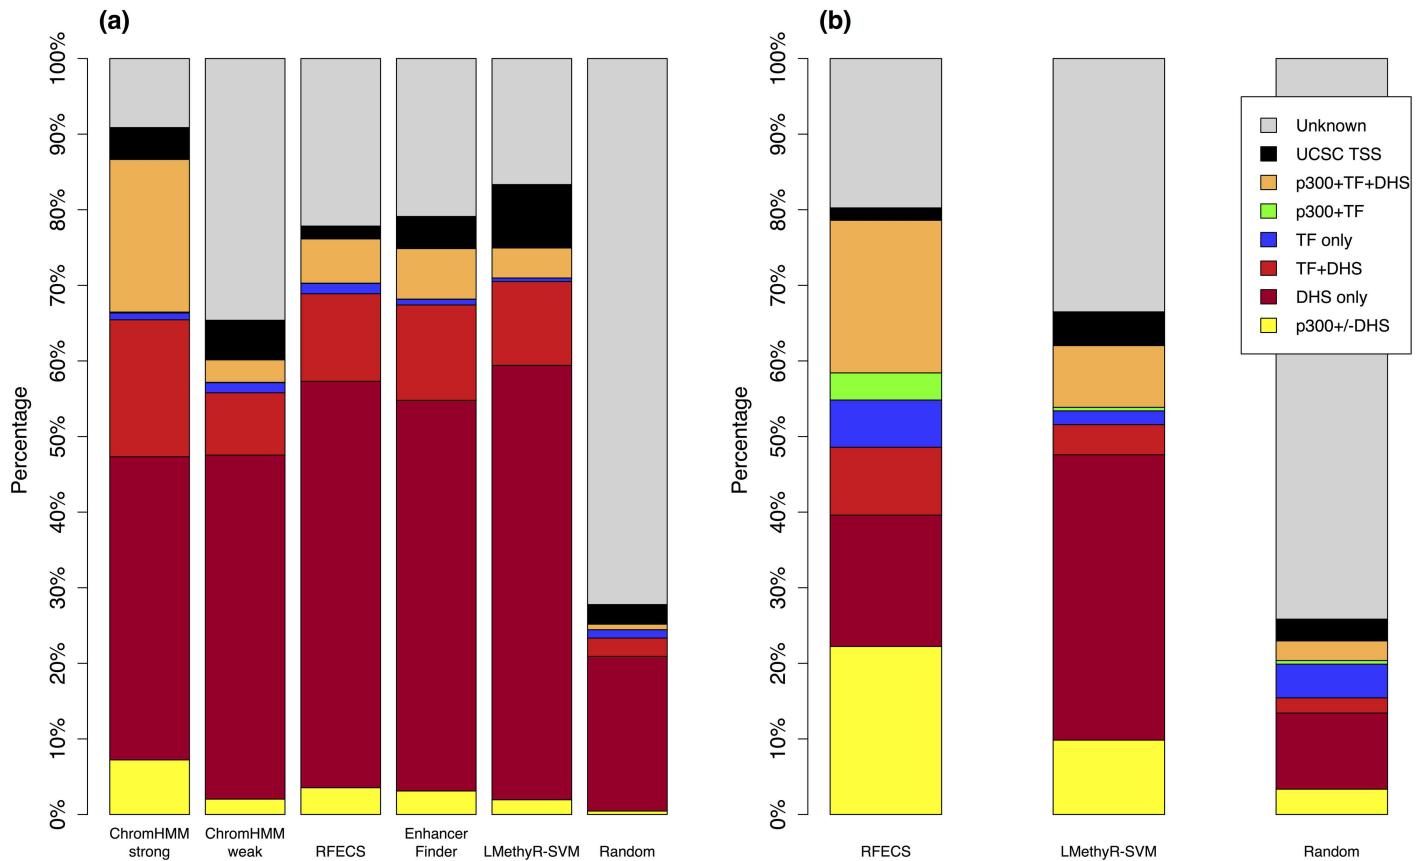 (a)
Percentage
0%
10%
20%
30%
40%
50%
60%
70%
80%
90%
100%
ChromHMM
strong
ChromHMM
weak
RFECS
Enhancer
Finder
LMethyR-SVM
Random
(b)
Percentage
0%
10%
20%
30%
40%
50%
60%
70%
80%
90%
100%
RFECS
LMethyR-SVM
Random
Unknown
UCSC TSS
p300+TF+DHS
p300+TF
TF only
TF+DHS
DHS only
p300+/-DHS